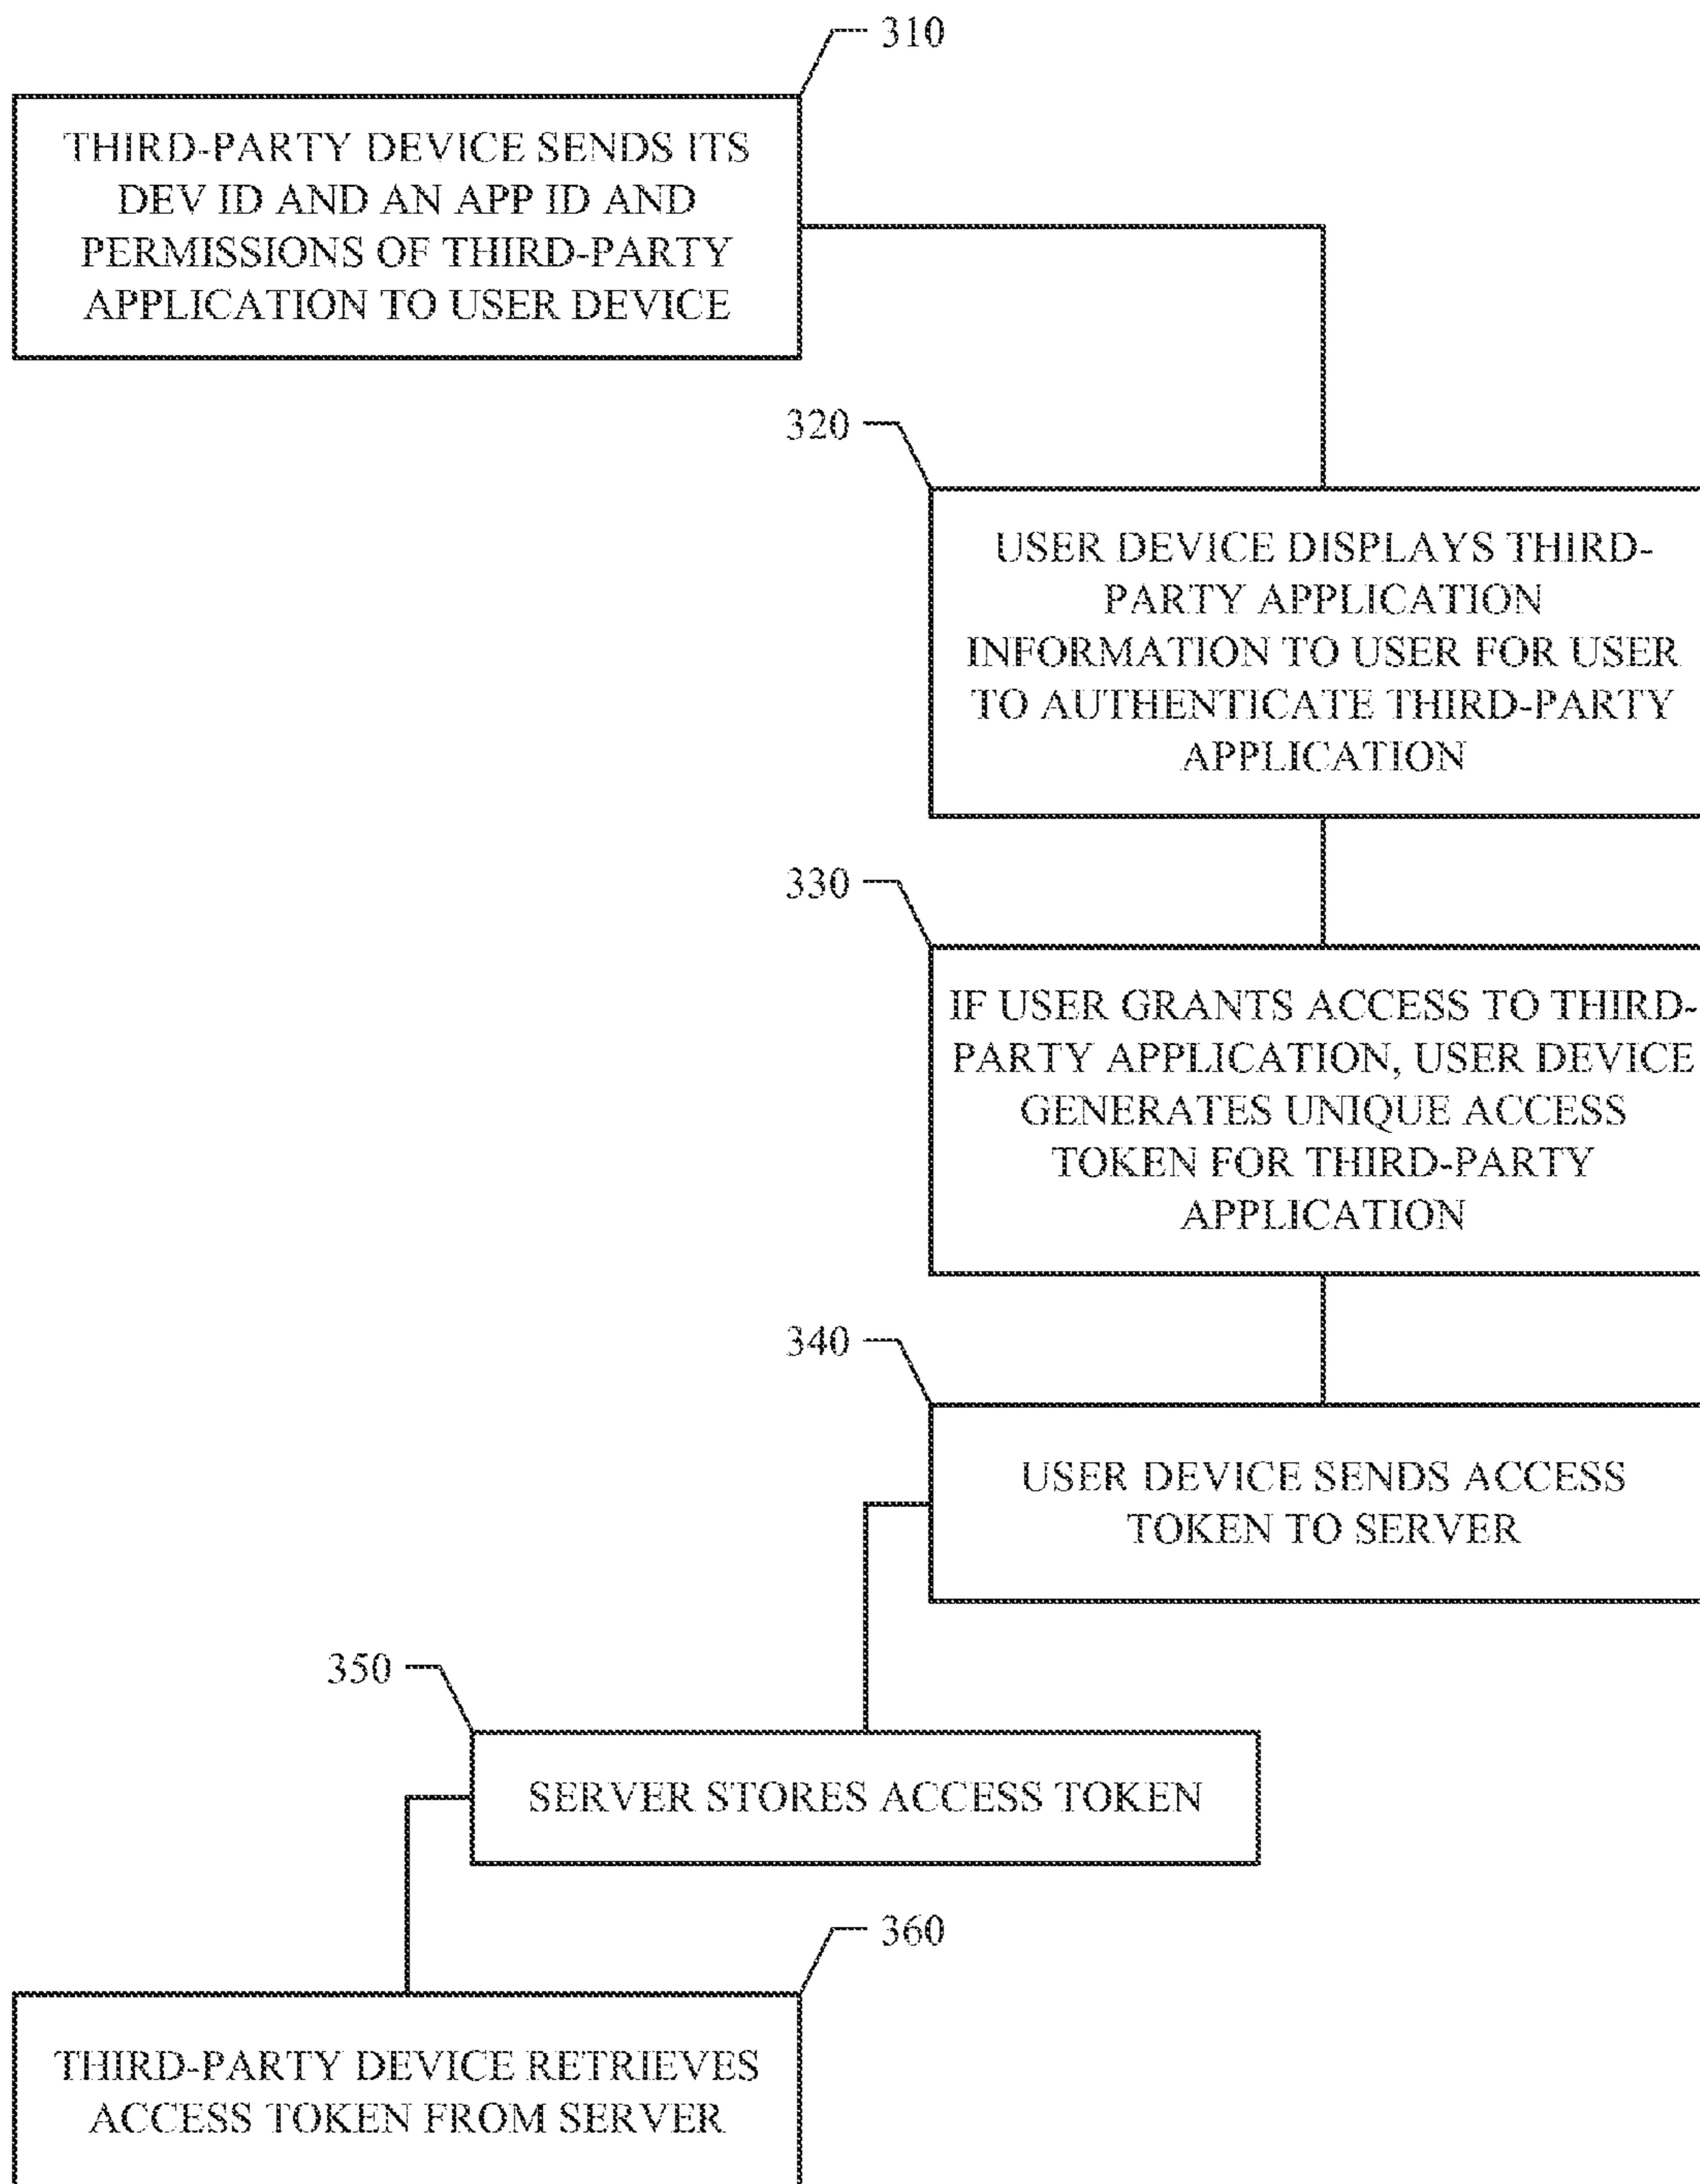 310
THIRD-PARTY DEVICE SENDS ITS
DEV ID AND AN APP ID AND
PERMISSIONS OF THIRD-PARTY
APPLICATION TO USER DEVICE
320
USER DEVICE DISPLAYS THIRD-
PARTY APPLICATION
INFORMATION TO USER FOR USER
TO AUTHENTICATE THIRD-PARTY
APPLICATION
330
IF USER GRANTS ACCESS TO THIRD-
PARTY APPLICATION, USER DEVICE
GENERATES UNIQUE ACCESS
TOKEN FOR THIRD-PARTY
APPLICATION
340
USER DEVICE SENDS ACCESS
TOKEN TO SERVER
350
SERVER STORES ACCESS TOKEN
360
THIRD-PARTY DEVICE RETRIEVES
ACCESS TOKEN FROM SERVER